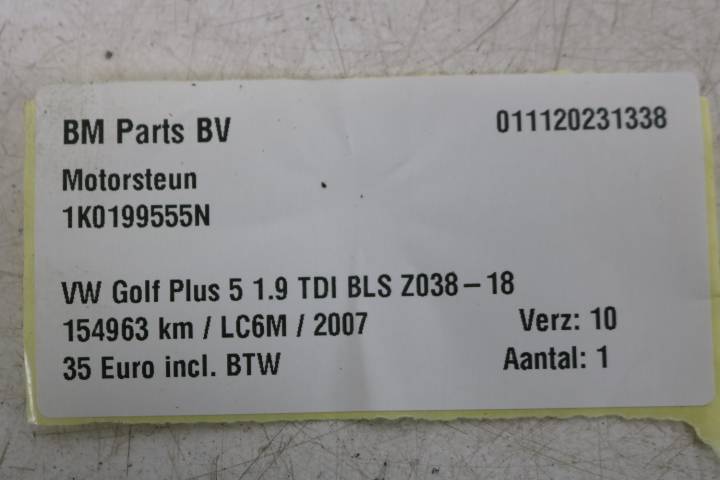 BM Parts BV 011120231338
Motorsteun
1K0199555N
VW Golf Plus 5 1.9 TDI BLS Z038-18
154963 km / LC6M / 2007 Verz: 10
35 Euro incl. BTW Aantal: 1